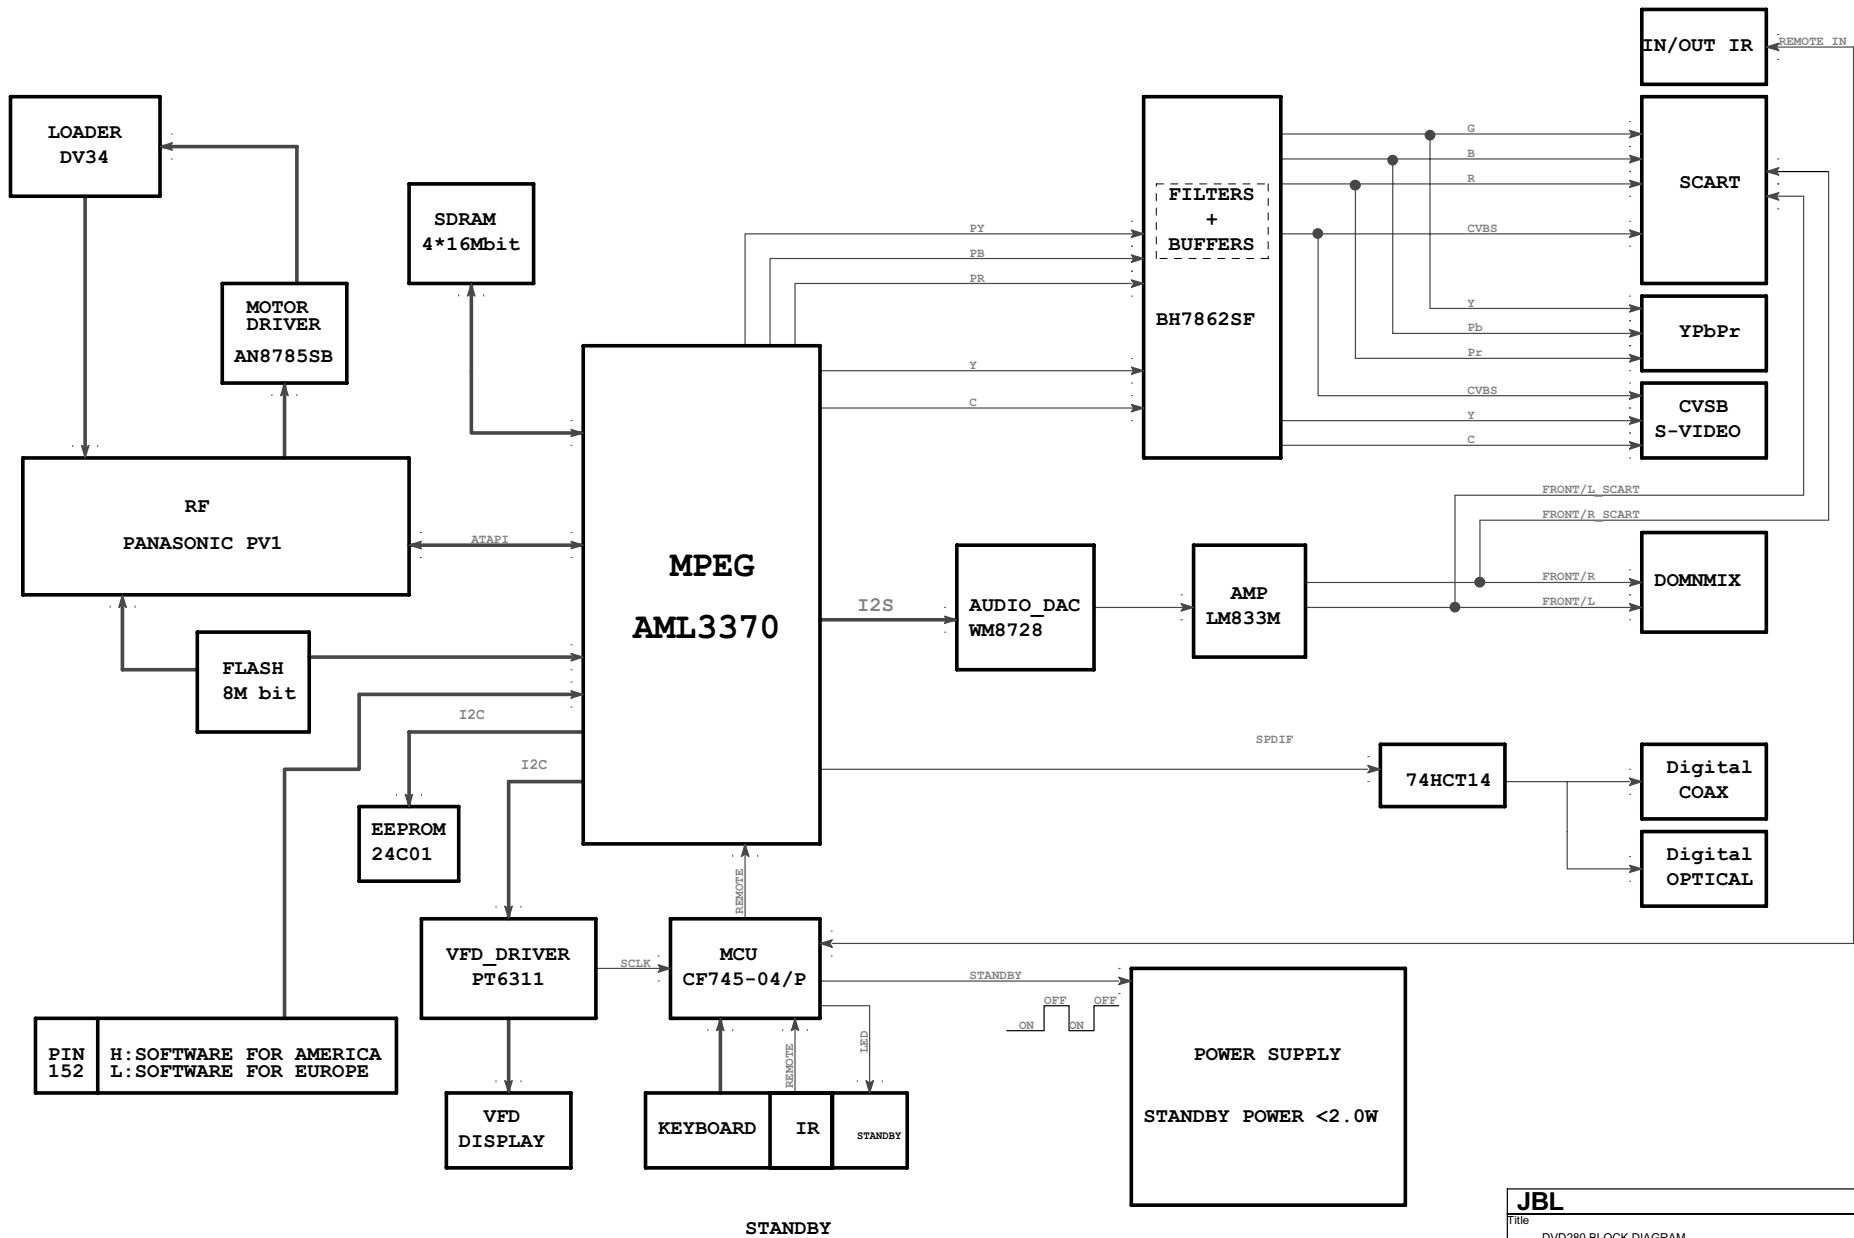 IN/OUT IR
REMOTE IN
LOADER
DV34
G
B
R
CVBS
SCART
SDRAM
4*16Mbit
FILTERS
+
BUFFERS
BH7862SF
PY
PB
PR
Y
C
MOTOR
DRIVER
AN8785SB
Y
Pb
Pr
YPbPr
CVBS
Y
C
CVSB
S-VIDEO
RF
PANASONIC PV1
ATAPI
MPEG
AML3370
FRONT/L_SCART
FRONT/R_SCART
I2S
AUDIO_DAC
WM8728
AMP
LM833M
FRONT/R
FRONT/L
DOMNMIX
FLASH
8M bit
I2C
I2C
EEPROM
24C01
SPDIF
74HCT14
Digital
COAX
Digital
OPTICAL
REMOTE
VFD_DRIVER
PT6311
SCLK
MCU
CF745-04/P
STANDBY
ON
OFF
ON
OFF
REMOTE
LED
PIN
152
H:SOFTWARE FOR AMERICA
L:SOFTWARE FOR EUROPE
VFD
DISPLAY
KEYBOARD
IR
STANDBY
POWER SUPPLY
STANDBY POWER <2.0W
STANDBY
JBL
Title
DVD280 BLOCK DIAGRAM